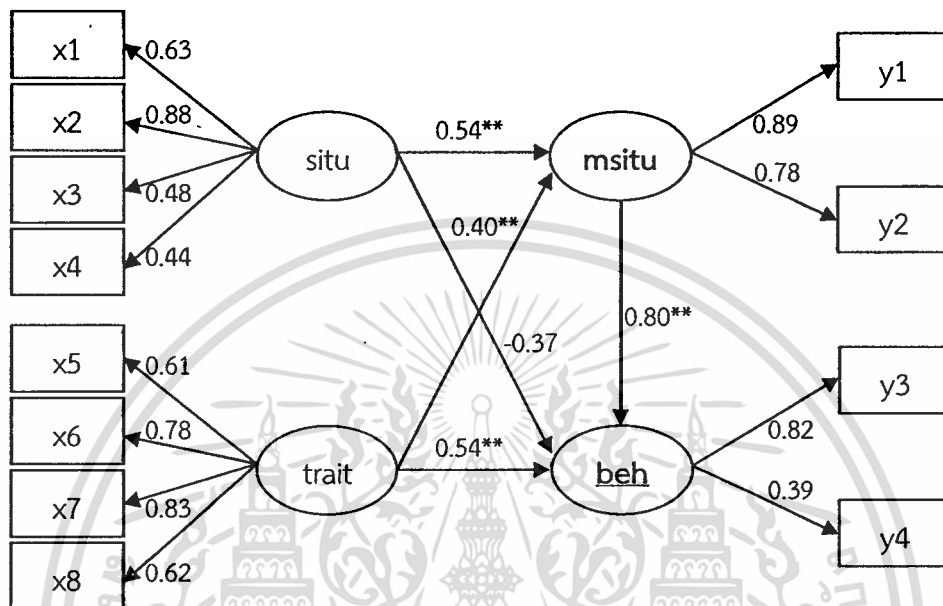 x1
0.63
x2
0.88
x3
0.48
x4
0.44
situ
0.54**
msitu
0.89
y1
0.78
y2
0.40**
-0.37
0.80**
x5
0.61
x6
0.78
x7
0.83
x8
0.62
trait
0.54**
beh
0.82
y3
0.39
y4